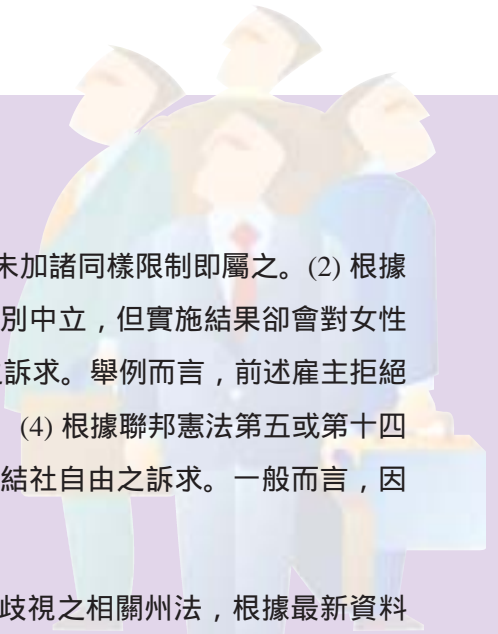 未加諸同樣限制即屬之。(2) 根據
別中立，但實施結果卻會對女性
訴求。舉例而言，前述雇主拒絕
(4) 根據聯邦憲法第五或第十四
結社自由之訴求。一般而言，因
歧視之相關州法，根據最新資料